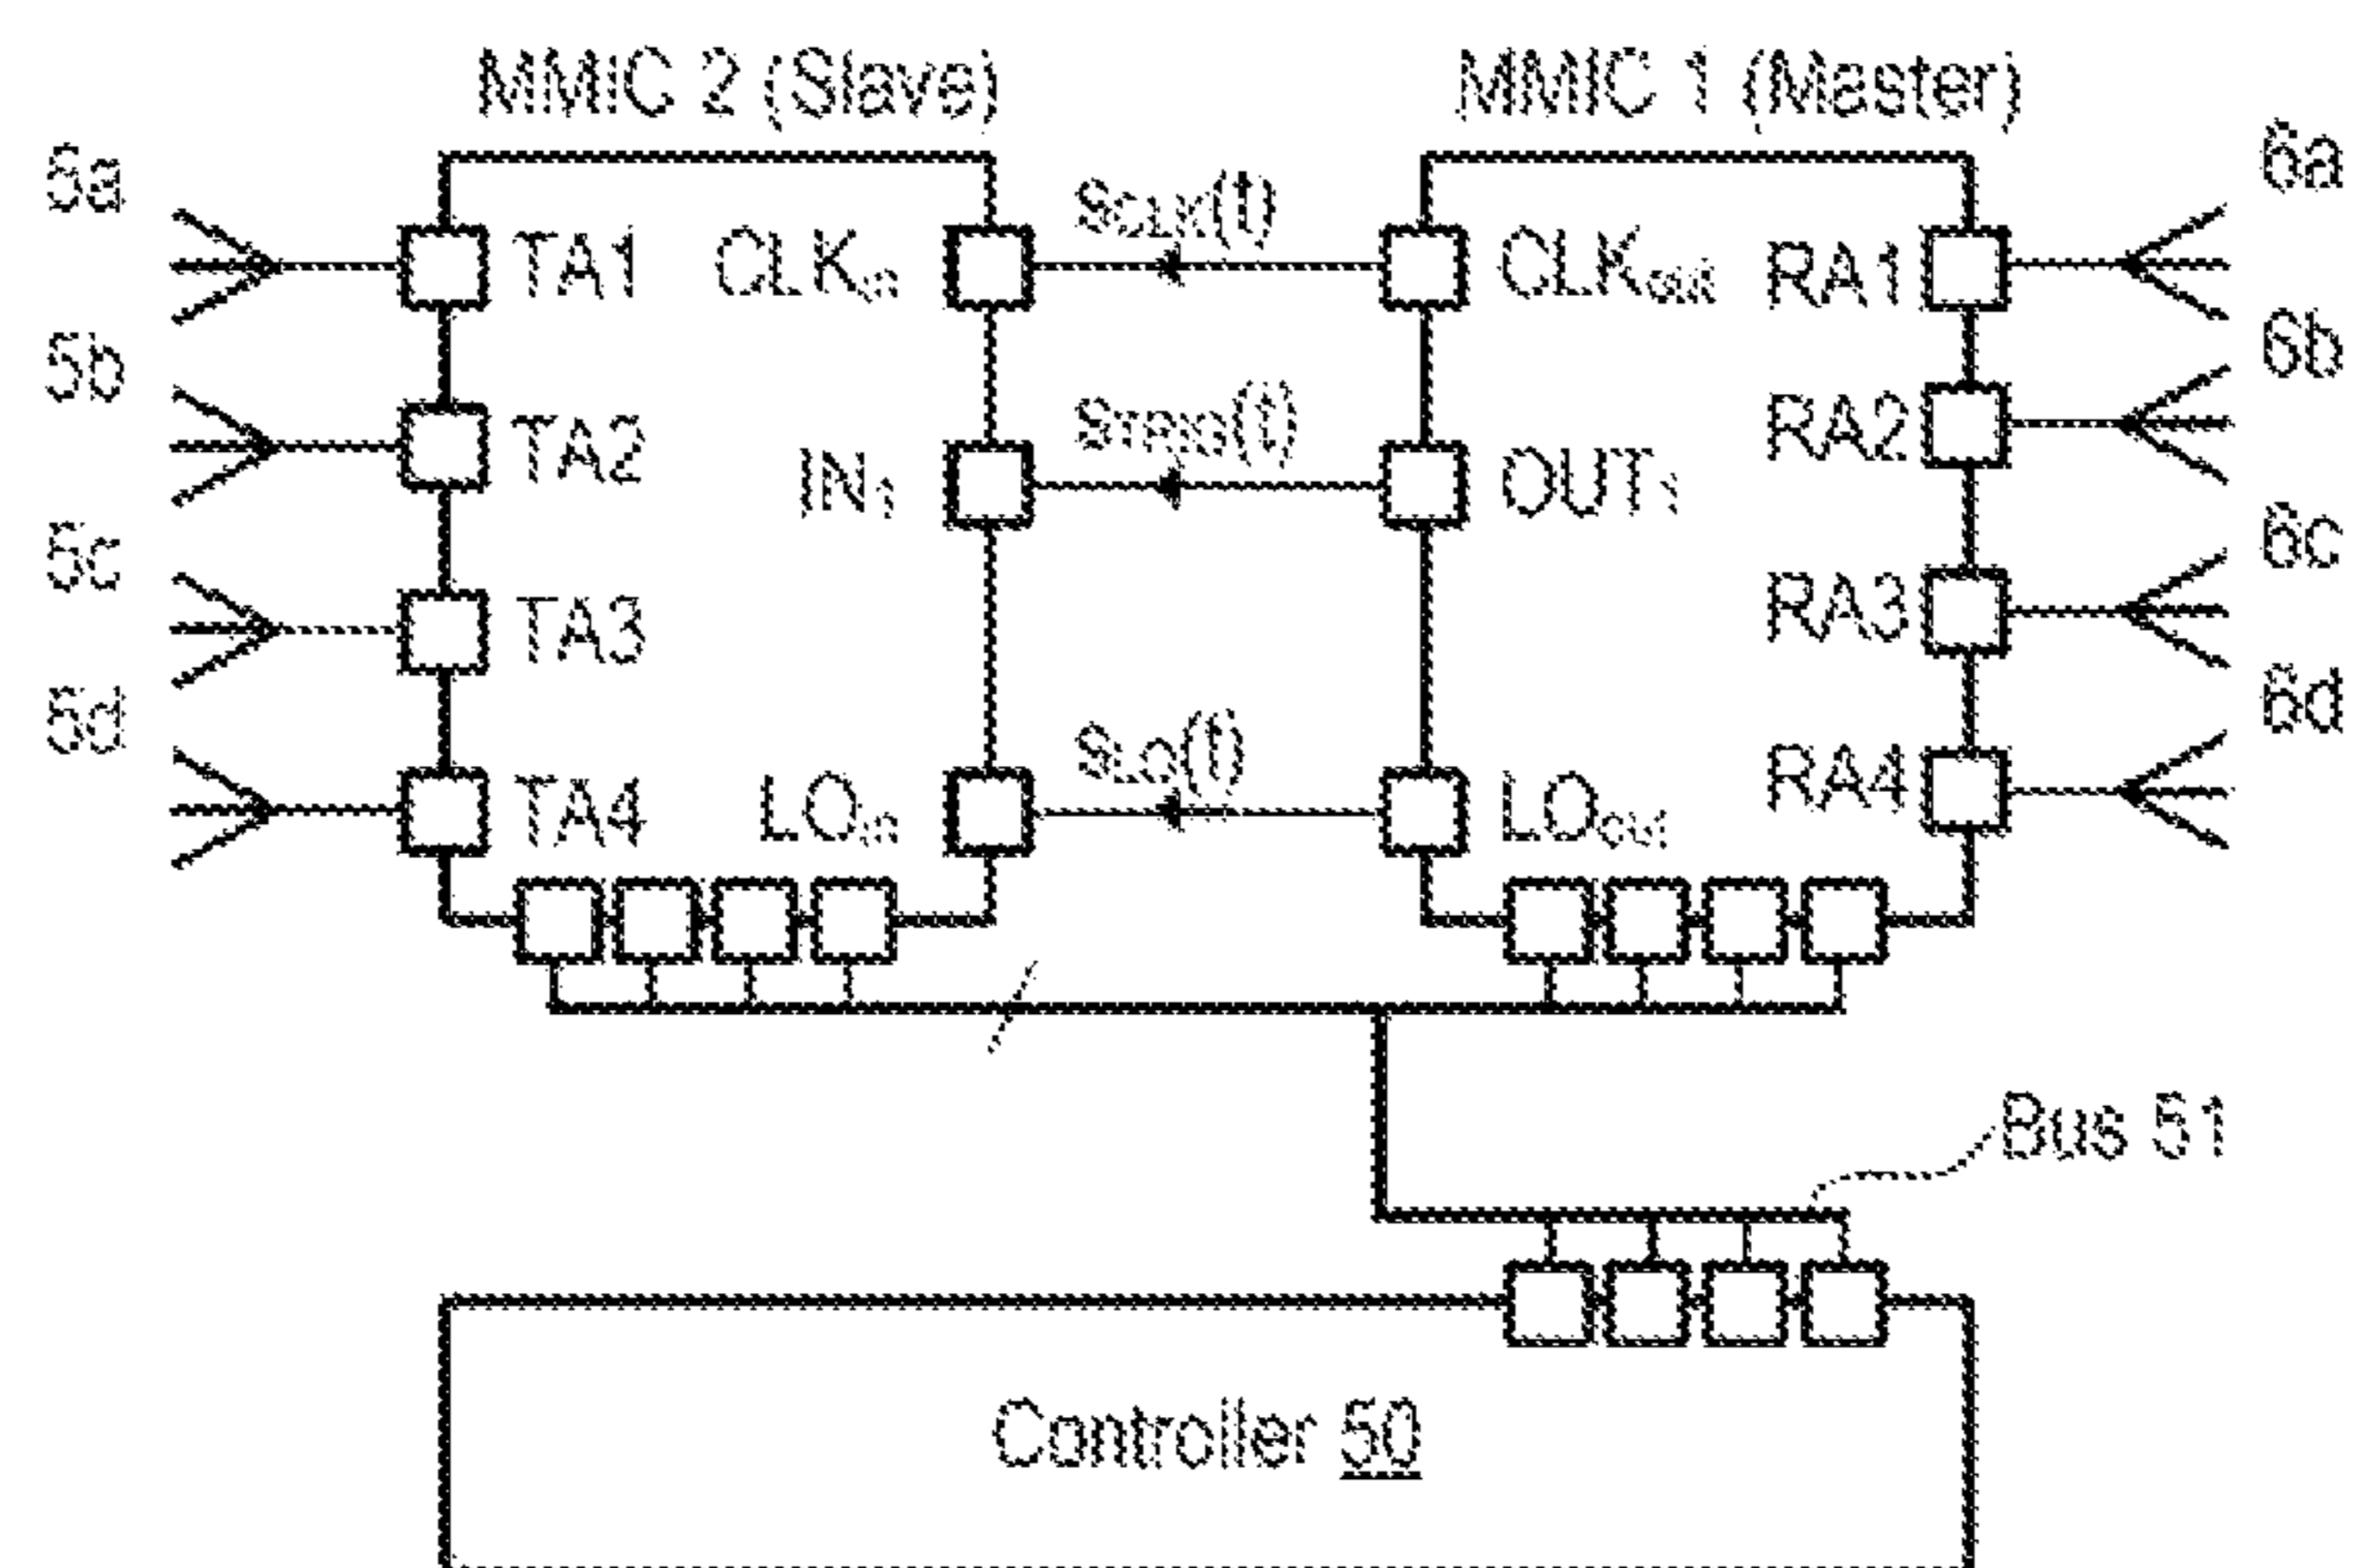 MMIC 2 (Slave)
MMIC 1 (Master)
5a
6a
TA1
CLKin
sCLK(t)
CLKout
RA1
5b
6b
TA2
IN1
sTRIG(t)
OUT1
RA2
5c
6c
TA3
RA3
5d
6d
TA4
LOin
sLO(t)
LOout
RA4
Bus 51
Controller 50